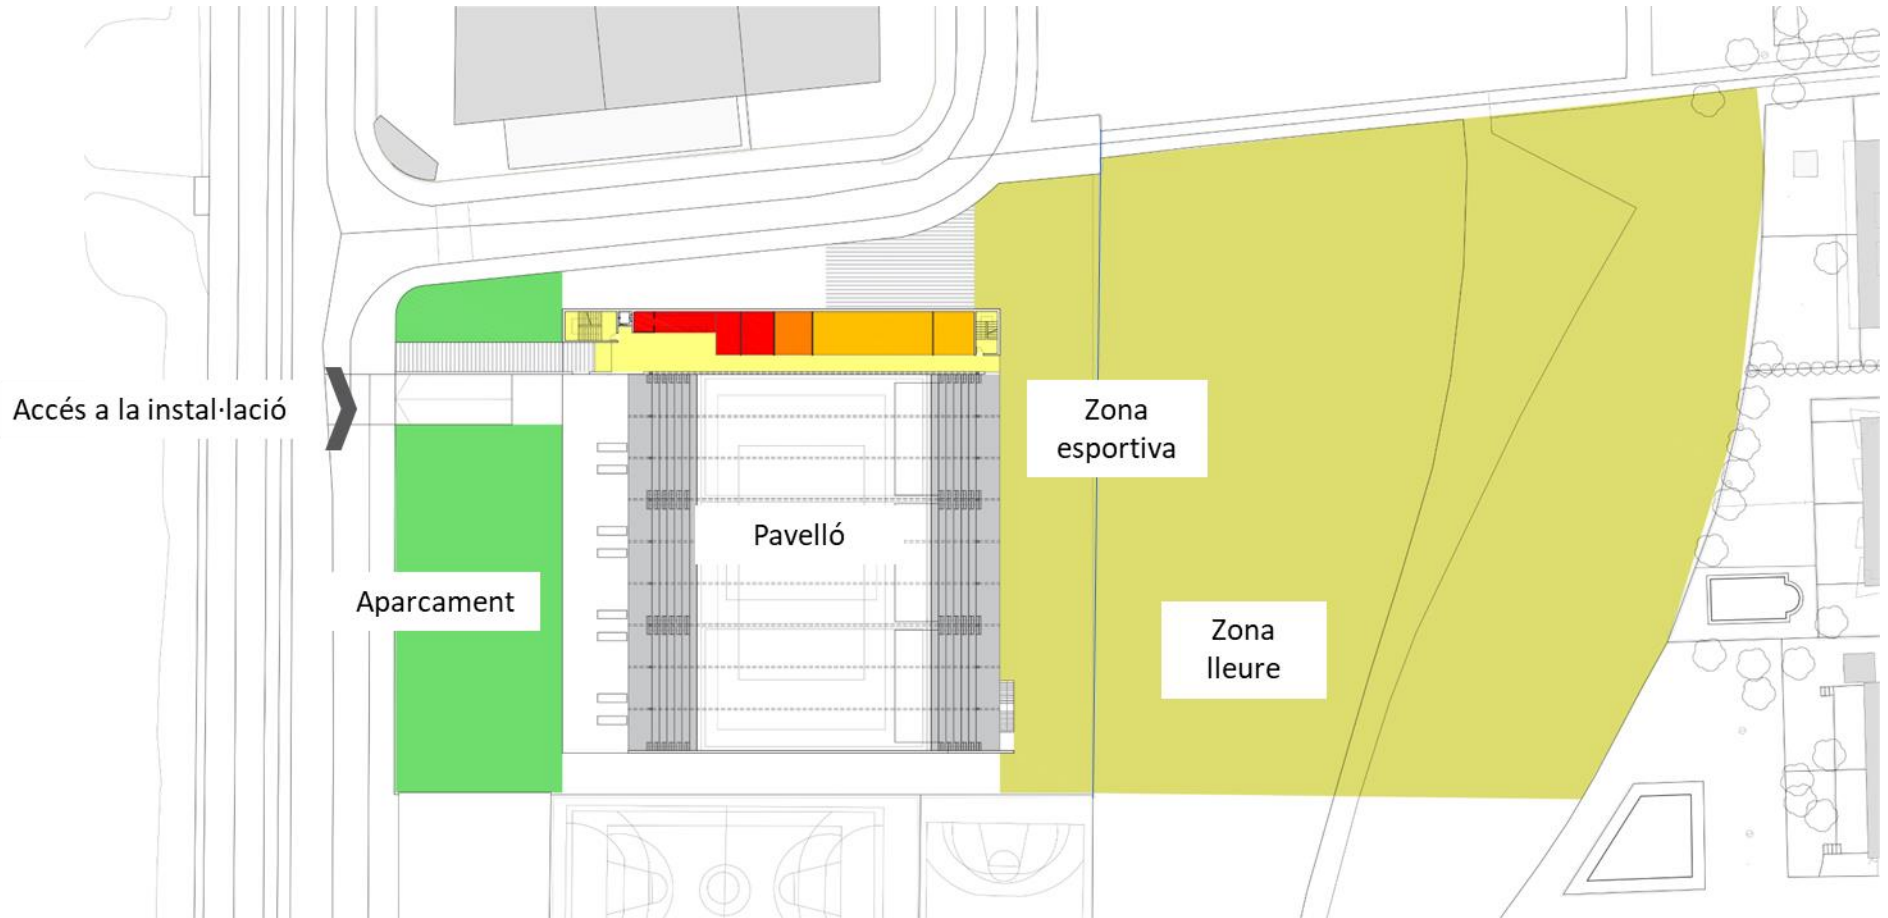 Accés a la instal·lació
Zona
esportiva
Pavelló
Aparcament
Zona
lleure